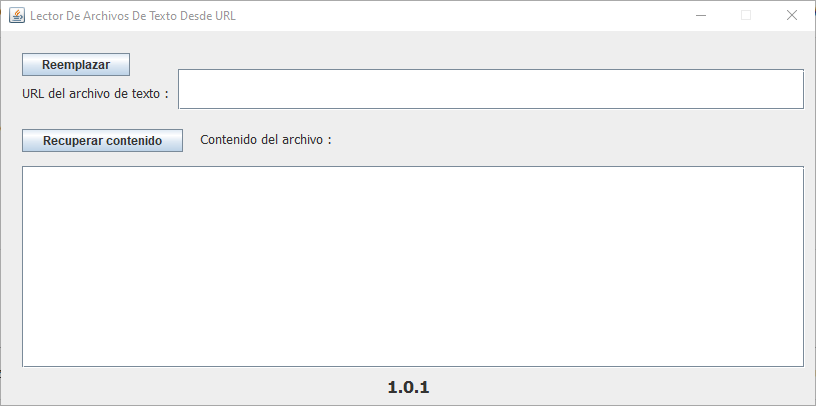 Lector De Archivos De Texto Desde URL
Reemplazar
URL del archivo de texto :
Recuperar contenido
Contenido del archivo :
1.0.1